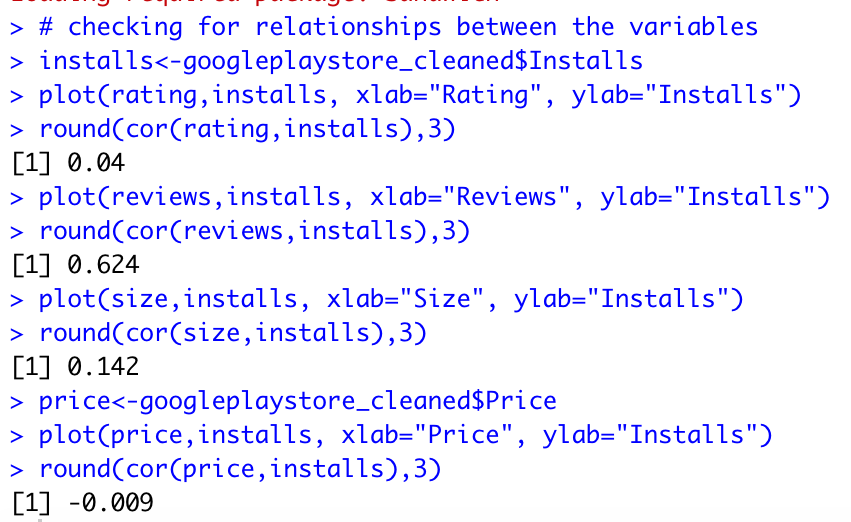 > # checking for relationships between the variables
> installs<-googleplaystore_cleaned$Installs
> plot(rating,installs, xlab="Rating", ylab="Installs")
> round(cor(rating,installs),3)
[1] 0.04
> plot(reviews,installs, xlab="Reviews", ylab="Installs")
> round(cor(reviews,installs),3)
[1] 0.624
> plot(size,installs, xlab="Size", ylab="Installs")
> round(cor(size,installs),3)
[1] 0.142
> price<-googleplaystore_cleaned$Price
> plot(price,installs, xlab="Price", ylab="Installs")
> round(cor(price,installs),3)
[1] -0.009